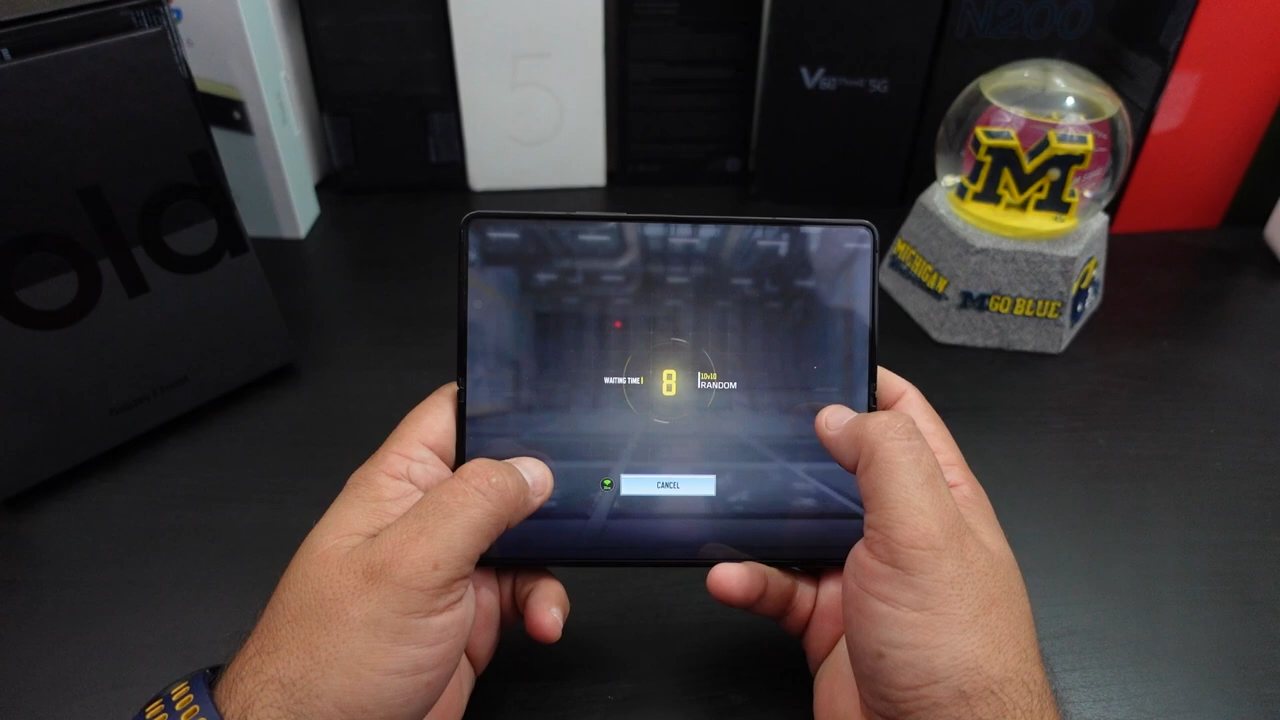 old
5
V60 ThinQ 5G
N200
M
MICHIGAN
M GO BLUE
WAITING TIME
8
10v10
RANDOM
CANCEL